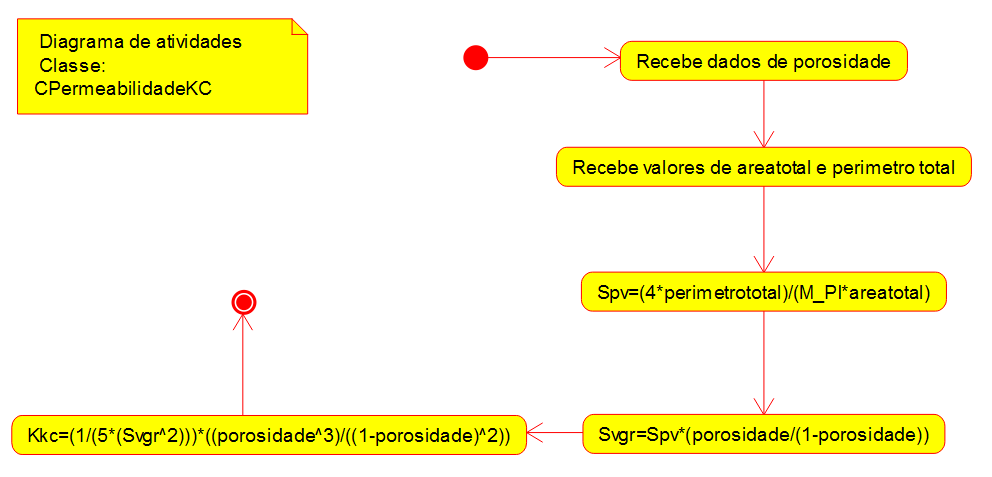 Diagrama de atividades
Classe:
CPermeabilidadeKC
Recebe dados de porosidade
Recebe valores de areatotal e perimetro total
Spv=(4*perimetrototal)/(M_PI*areatotal)
Svgr=Spv*(porosidade/(1-porosidade))
Kkc=(1/(5*(Svgr^2)))*((porosidade^3)/((1-porosidade)^2))